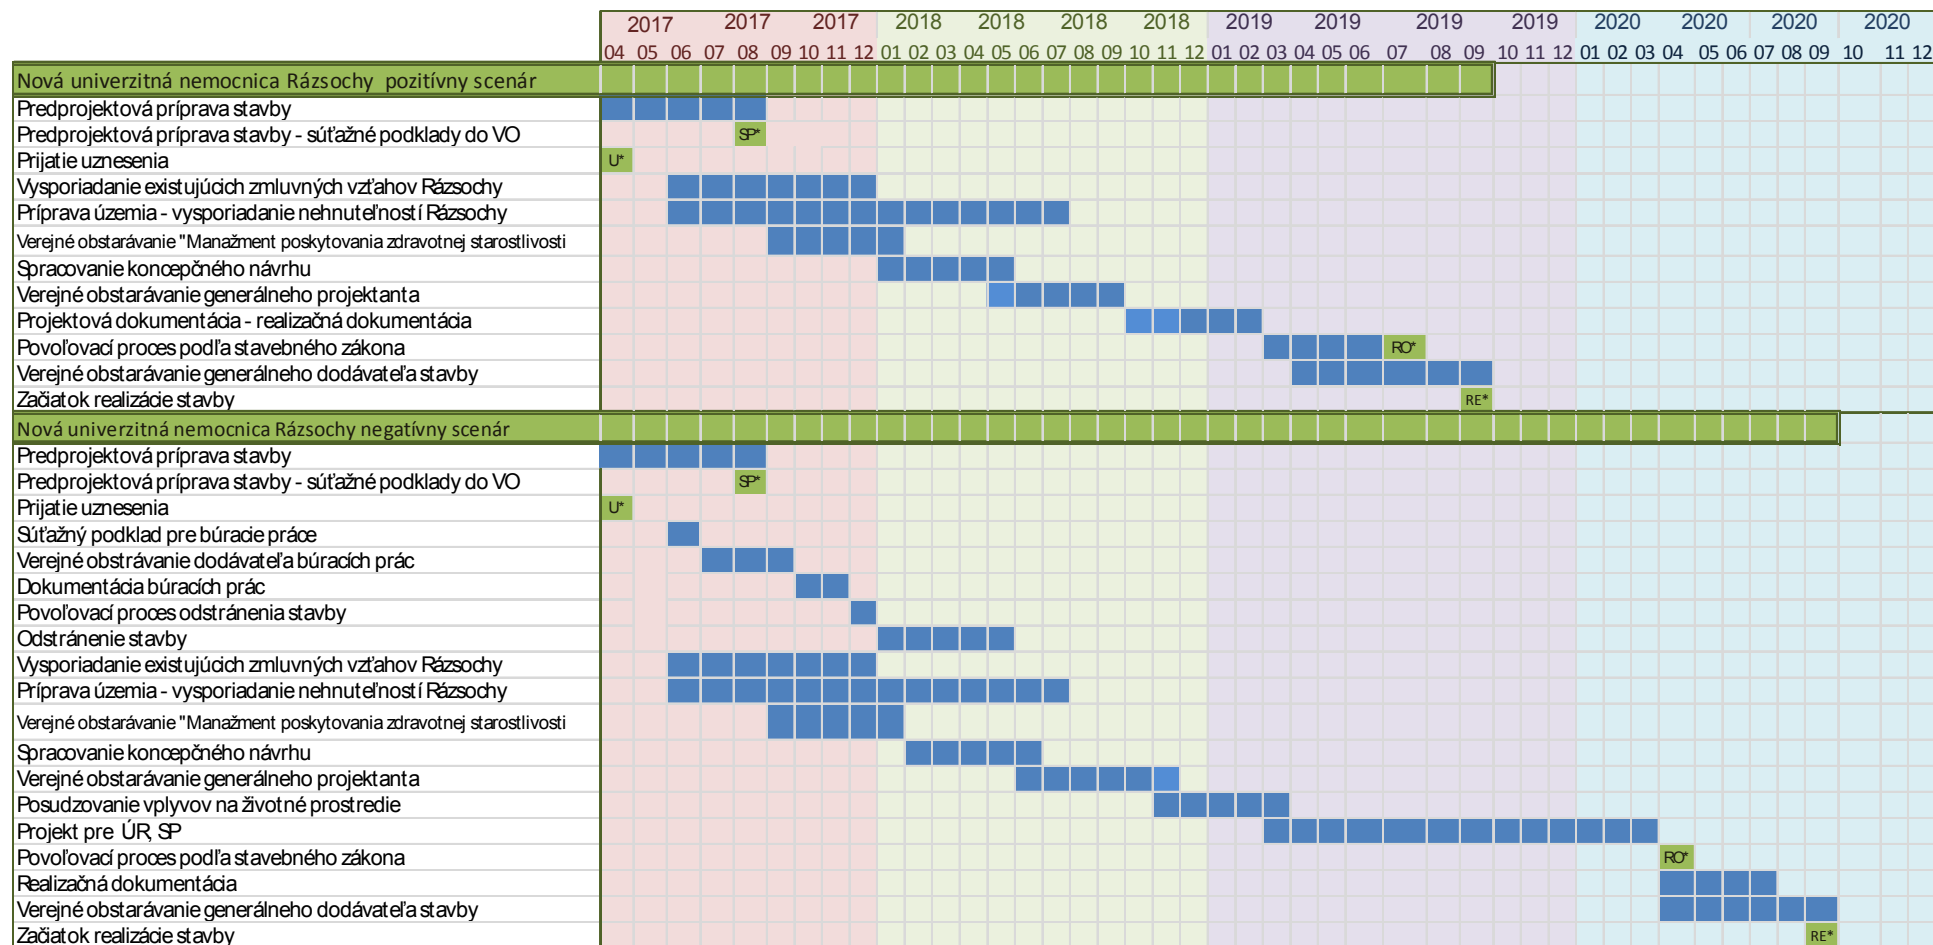 2017 2017 2017 2018 2018 2018 2018 2019 2019 2019 2019 2020 2020 2020 2020
04 05 06 07 08 09 10 11 12 01 02 03 04 05 06 07 08 09 10 11 12 01 02 03 04 05 06 07 08 09 10 11 12 01 02 03 04 05 06 07 08 09 10 11 12
Nová univerzitná nemocnica Rázsochy pozitívny scenár
Predprojektová príprava stavby
Predprojektová príprava stavby - súťažné podklady do VO SP*
Prijatie uznesenia U*
Vysporiadanie existujúcich zmluvných vzťahov Rázsochy
Príprava územia - vysporiadanie nehnuteľností Rázsochy
Verejné obstarávanie "Manažment poskytovania zdravotnej starostlivosti
Spracovanie koncepčného návrhu
Verejné obstarávanie generálneho projektanta
Projektová dokumentácia - realizačná dokumentácia
Povoľovací proces podľa stavebného zákona RO*
Verejné obstarávanie generálneho dodávateľa stavby
Začiatok realizácie stavby RE*
Nová univerzitná nemocnica Rázsochy negatívny scenár
Predprojektová príprava stavby
Predprojektová príprava stavby - súťažné podklady do VO SP*
Prijatie uznesenia U*
Súťažný podklad pre búracie práce
Verejné obstrávanie dodávateľa búracích prác
Dokumentácia búracích prác
Povoľovací proces odstránenia stavby
Odstránenie stavby
Vysporiadanie existujúcich zmluvných vzťahov Rázsochy
Príprava územia - vysporiadanie nehnuteľností Rázsochy
Verejné obstarávanie "Manažment poskytovania zdravotnej starostlivosti
Spracovanie koncepčného návrhu
Verejné obstarávanie generálneho projektanta
Posudzovanie vplyvov na životné prostredie
Projekt pre ÚR, SP
Povoľovací proces podľa stavebného zákona RO*
Realizačná dokumentácia
Verejné obstarávanie generálneho dodávateľa stavby
Začiatok realizácie stavby RE*